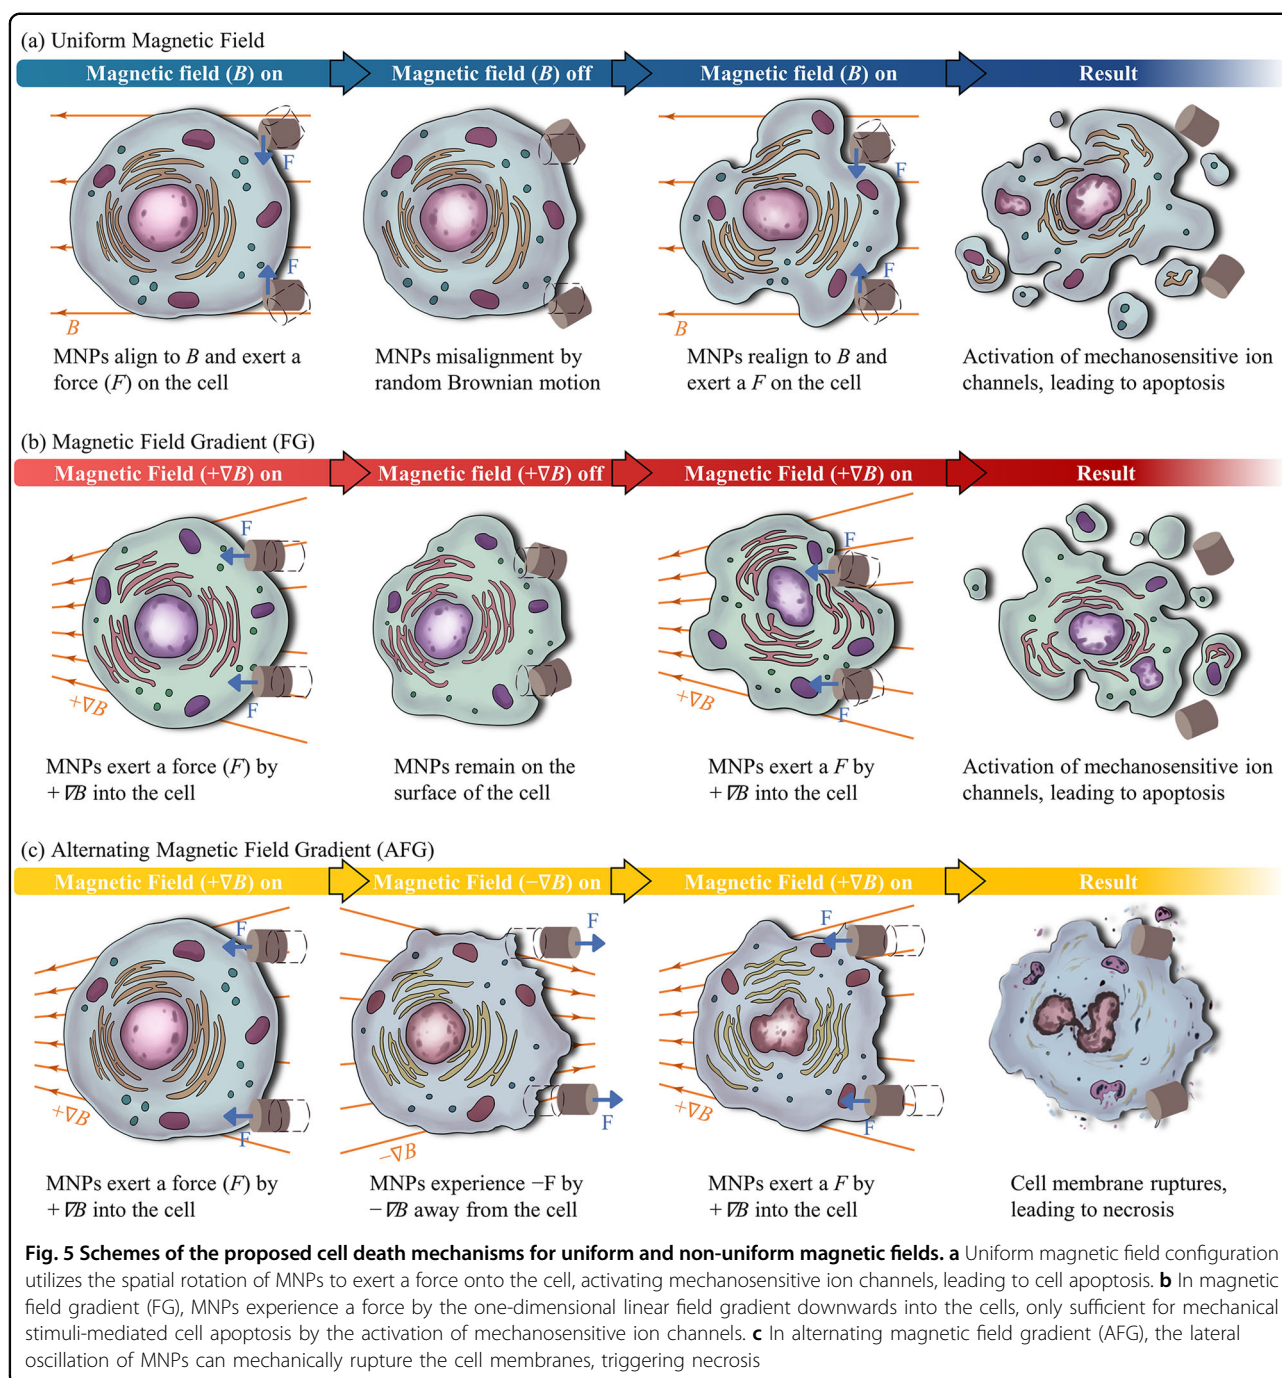 (a) Uniform Magnetic Field
Magnetic field (B) on
Magnetic field (B) off
Magnetic field (B) on
Result
F
F
B
F
F
B
MNPs align to B and exert a
force (F) on the cell
MNPs misalignment by
random Brownian motion
MNPs realign to B and
exert a F on the cell
Activation of mechanosensitive ion
channels, leading to apoptosis
(b) Magnetic Field Gradient (FG)
Magnetic Field (+∇B) on
Magnetic field (+∇B) off
Magnetic Field (+∇B) on
Result
F
F
+∇B
F
F
+∇B
MNPs exert a force (F) by
+∇B into the cell
MNPs remain on the
surface of the cell
MNPs exert a F by
+∇B into the cell
Activation of mechanosensitive ion
channels, leading to apoptosis
(c) Alternating Magnetic Field Gradient (AFG)
Magnetic Field (+∇B) on
Magnetic Field (−∇B) on
Magnetic Field (+∇B) on
Result
F
F
+∇B
F
F
−∇B
F
F
+∇B
MNPs exert a force (F) by
+∇B into the cell
MNPs experience −F by
−∇B away from the cell
MNPs exert a F by
+∇B into the cell
Cell membrane ruptures,
leading to necrosis
Fig. 5 Schemes of the proposed cell death mechanisms for uniform and non-uniform magnetic fields. a Uniform magnetic field configuration
utilizes the spatial rotation of MNPs to exert a force onto the cell, activating mechanosensitive ion channels, leading to cell apoptosis. b In magnetic
field gradient (FG), MNPs experience a force by the one-dimensional linear field gradient downwards into the cells, only sufficient for mechanical
stimuli-mediated cell apoptosis by the activation of mechanosensitive ion channels. c In alternating magnetic field gradient (AFG), the lateral
oscillation of MNPs can mechanically rupture the cell membranes, triggering necrosis